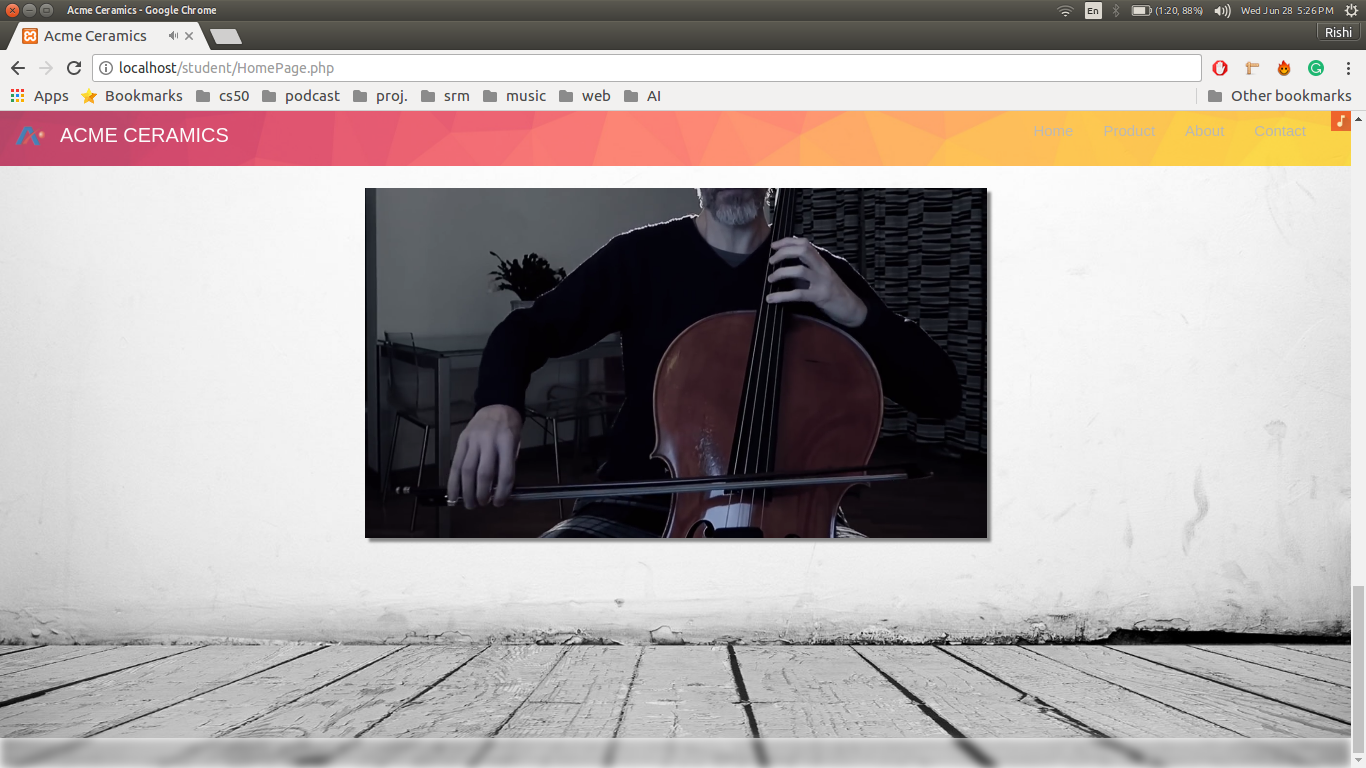 Acme Ceramics - Google Chrome
En
(1:20, 88%)
Wed Jun 28 5:26 PM
Acme Ceramics
Rishi
localhost/student/HomePage.php
Apps
Bookmarks
cs50
podcast
proj.
srm
music
web
AI
Other bookmarks
ACME CERAMICS
Home
Product
About
Contact